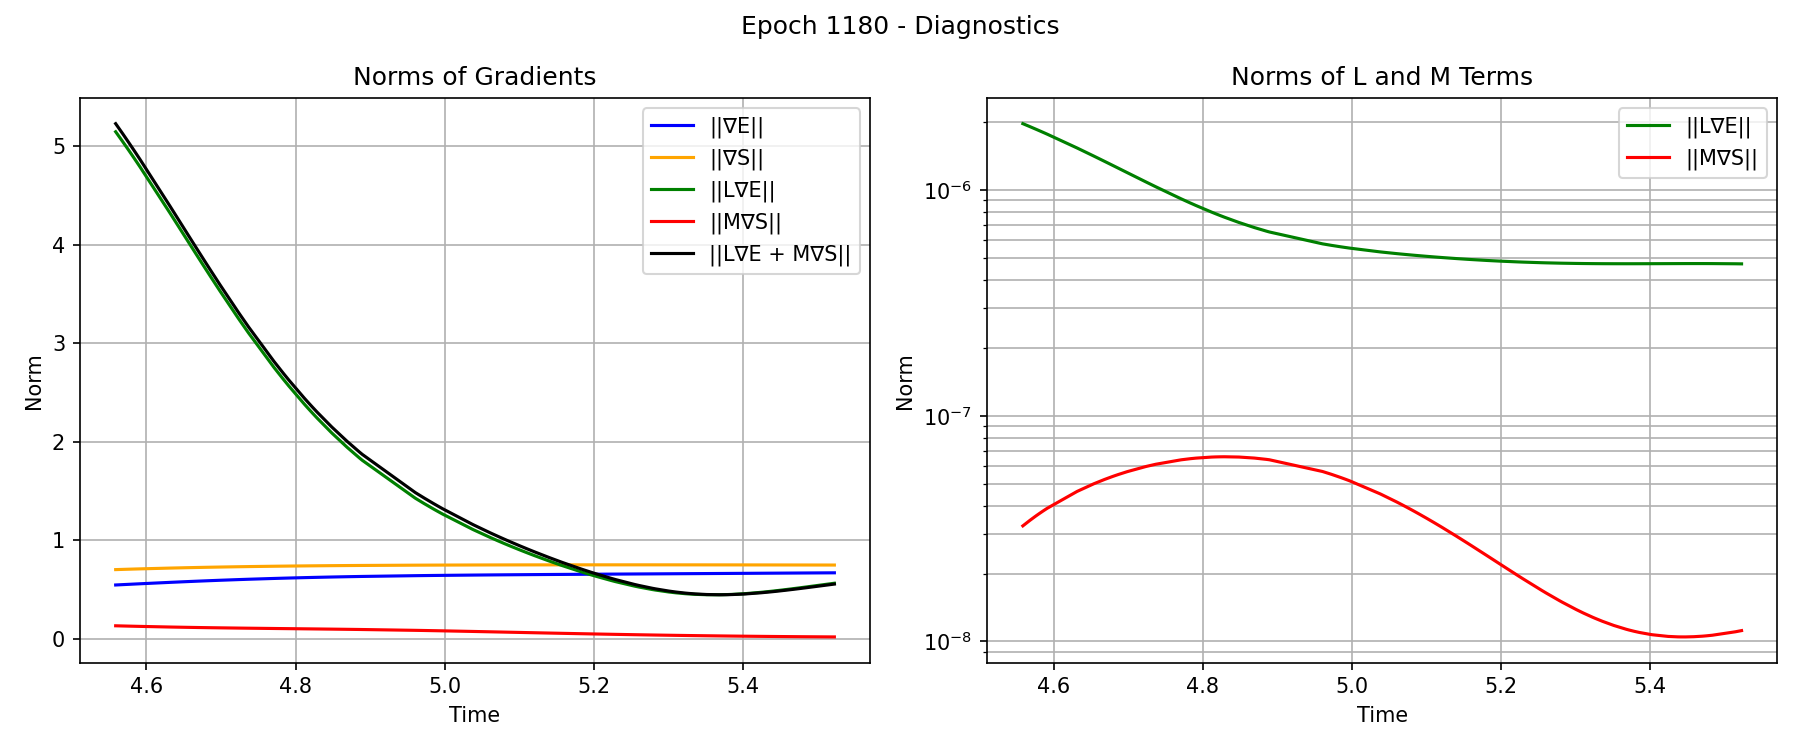 Epoch 1180 - Diagnostics
Norms of Gradients
Norm
5
4
3
2
1
0
4.6 4.8 5.0 5.2 5.4
Time
||∇E||
||∇S||
||L∇E||
||M∇S||
||L∇E + M∇S||
Norms of L and M Terms
Norm
10⁻⁶
10⁻⁷
10⁻⁸
4.6 4.8 5.0 5.2 5.4
Time
||L∇E||
||M∇S||